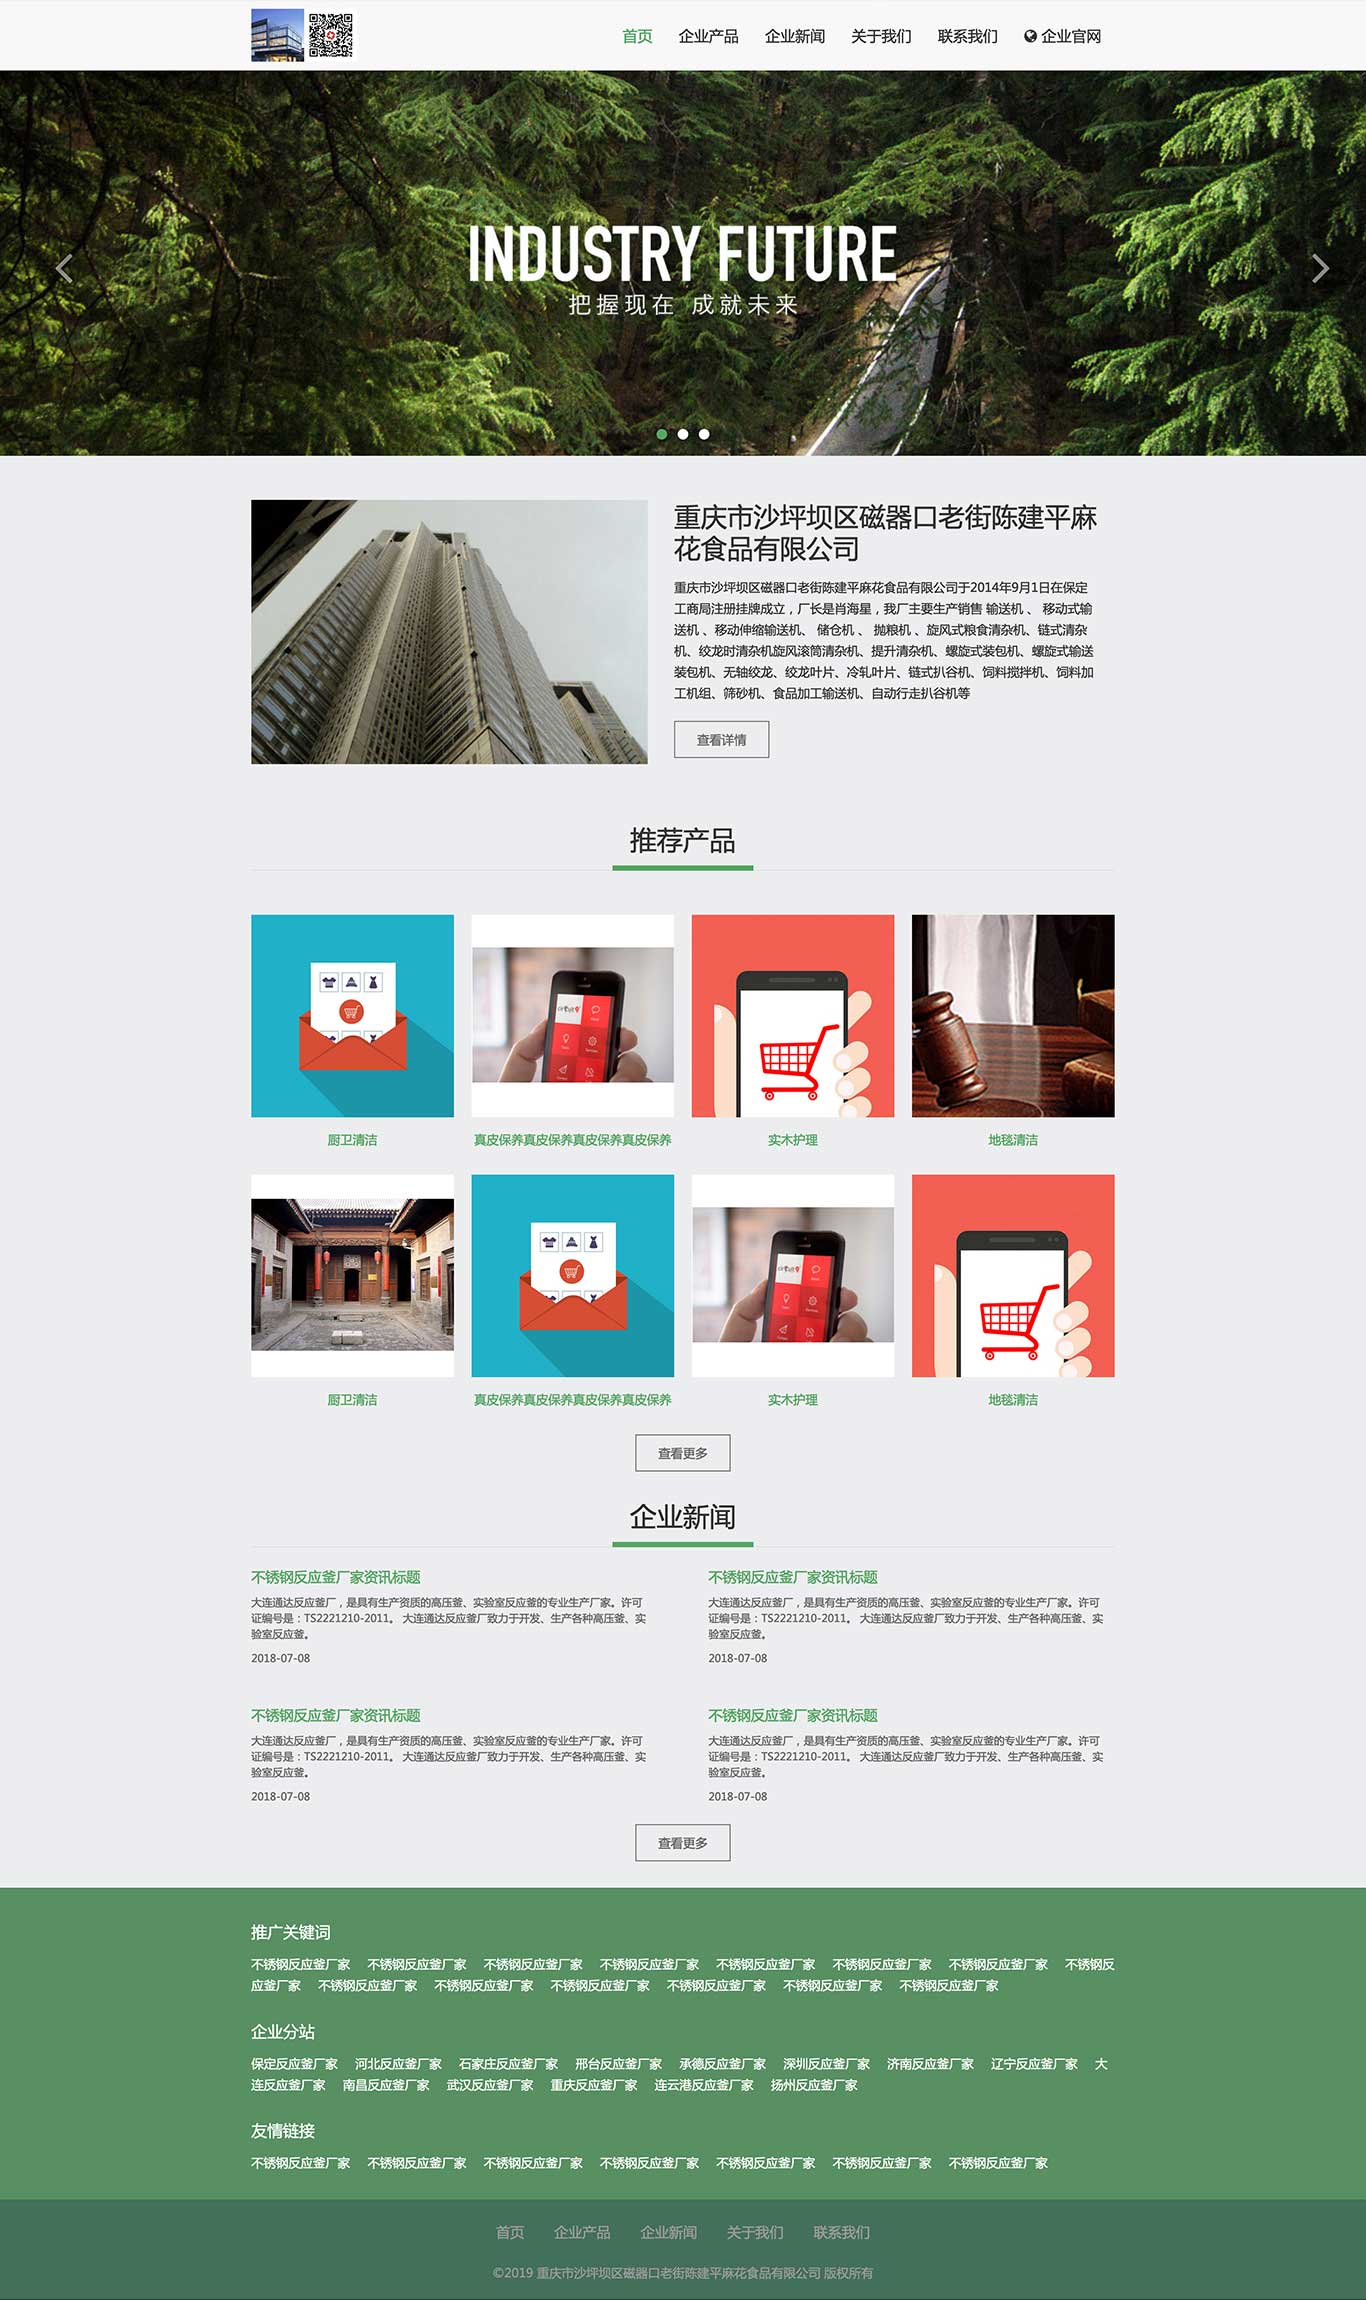 首页 企业产品 企业新闻 关于我们 联系我们 企业官网
INDUSTRY FUTURE
把握现在 成就未来
重庆市沙坪坝区磁器口老街陈建平麻
花食品有限公司
重庆市沙坪坝区磁器口老街陈建平麻花食品有限公司于2014年9月1日在保定
工商局注册挂牌成立，厂长是肖海星，我厂主要生产销售 输送机 、 移动式输
送机 、移动伸缩输送机、 储仓机 、 抛粮机 、旋风式粮食清杂机、链式清杂
机、绞龙时清杂机旋风滚筒清杂机、提升清杂机、螺旋式装包机、螺旋式输送
装包机、无轴绞龙、绞龙叶片、冷轧叶片、链式扒谷机、饲料搅拌机、饲料加
工机组、筛砂机、食品加工输送机、自动行走扒谷机等
查看详情
推荐产品
厨卫清洁 真皮保养真皮保养真皮保养真皮保养 实木护理 地毯清洁
厨卫清洁 真皮保养真皮保养真皮保养真皮保养 实木护理 地毯清洁
查看更多
企业新闻
不锈钢反应釜厂家资讯标题
大连通达反应釜厂，是具有生产资质的高压釜、实验室反应釜的专业生产厂家。许可
证编号是：TS2221210-2011。 大连通达反应釜厂致力于开发、生产各种高压釜、实
验室反应釜。
2018-07-08
不锈钢反应釜厂家资讯标题
大连通达反应釜厂，是具有生产资质的高压釜、实验室反应釜的专业生产厂家。许可
证编号是：TS2221210-2011。 大连通达反应釜厂致力于开发、生产各种高压釜、实
验室反应釜。
2018-07-08
不锈钢反应釜厂家资讯标题
大连通达反应釜厂，是具有生产资质的高压釜、实验室反应釜的专业生产厂家。许可
证编号是：TS2221210-2011。 大连通达反应釜厂致力于开发、生产各种高压釜、实
验室反应釜。
2018-07-08
不锈钢反应釜厂家资讯标题
大连通达反应釜厂，是具有生产资质的高压釜、实验室反应釜的专业生产厂家。许可
证编号是：TS2221210-2011。 大连通达反应釜厂致力于开发、生产各种高压釜、实
验室反应釜。
2018-07-08
查看更多
推广关键词
不锈钢反应釜厂家 不锈钢反应釜厂家 不锈钢反应釜厂家 不锈钢反应釜厂家 不锈钢反应釜厂家 不锈钢反应釜厂家 不锈钢反应釜厂家 不锈钢反
应釜厂家 不锈钢反应釜厂家 不锈钢反应釜厂家 不锈钢反应釜厂家 不锈钢反应釜厂家 不锈钢反应釜厂家 不锈钢反应釜厂家
企业分站
保定反应釜厂家 河北反应釜厂家 石家庄反应釜厂家 邢台反应釜厂家 承德反应釜厂家 深圳反应釜厂家 济南反应釜厂家 辽宁反应釜厂家 大
连反应釜厂家 南昌反应釜厂家 武汉反应釜厂家 重庆反应釜厂家 连云港反应釜厂家 扬州反应釜厂家
友情链接
不锈钢反应釜厂家 不锈钢反应釜厂家 不锈钢反应釜厂家 不锈钢反应釜厂家 不锈钢反应釜厂家 不锈钢反应釜厂家 不锈钢反应釜厂家
首页 企业产品 企业新闻 关于我们 联系我们
©2019 重庆市沙坪坝区磁器口老街陈建平麻花食品有限公司 版权所有